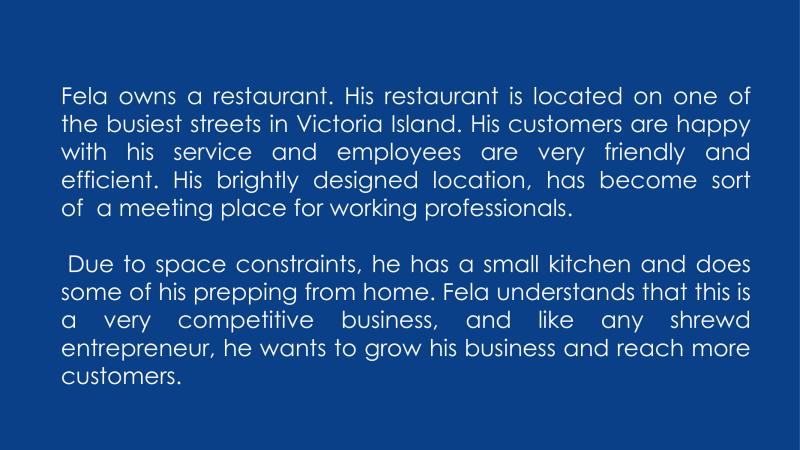 Fela owns a restaurant. His restaurant is located on one of
the busiest streets in Victoria Island. His customers are happy
with his service and employees are very friendly and
efficient. His brightly designed location, has become sort
of a meeting place for working professionals.
Due to space constraints, he has a small kitchen and does
some of his prepping from home. Fela understands that this is
a very competitive business, and like any shrewd
entrepreneur, he wants to grow his business and reach more
customers.